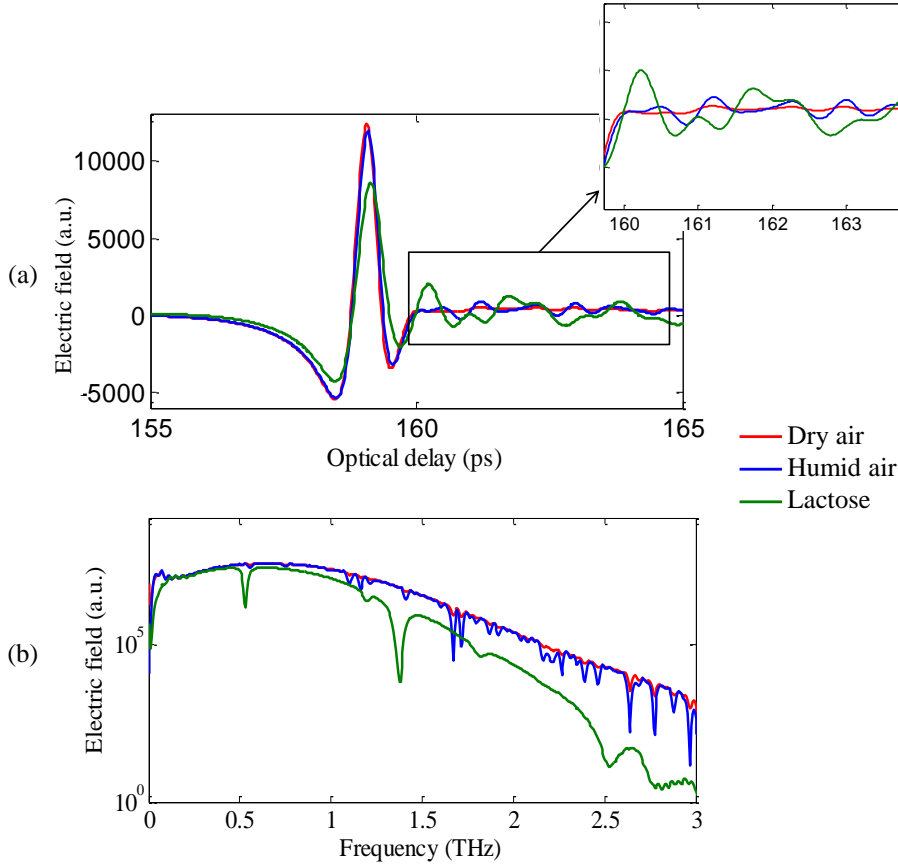 160 161 162 163
(a)
Electric field (a.u.)
10000
5000
0
-5000
155 160 165
Optical delay (ps)
Dry air
Humid air
Lactose
(b)
Electric field (a.u.)
10^5
10^0
0 0.5 1 1.5 2 2.5 3
Frequency (THz)